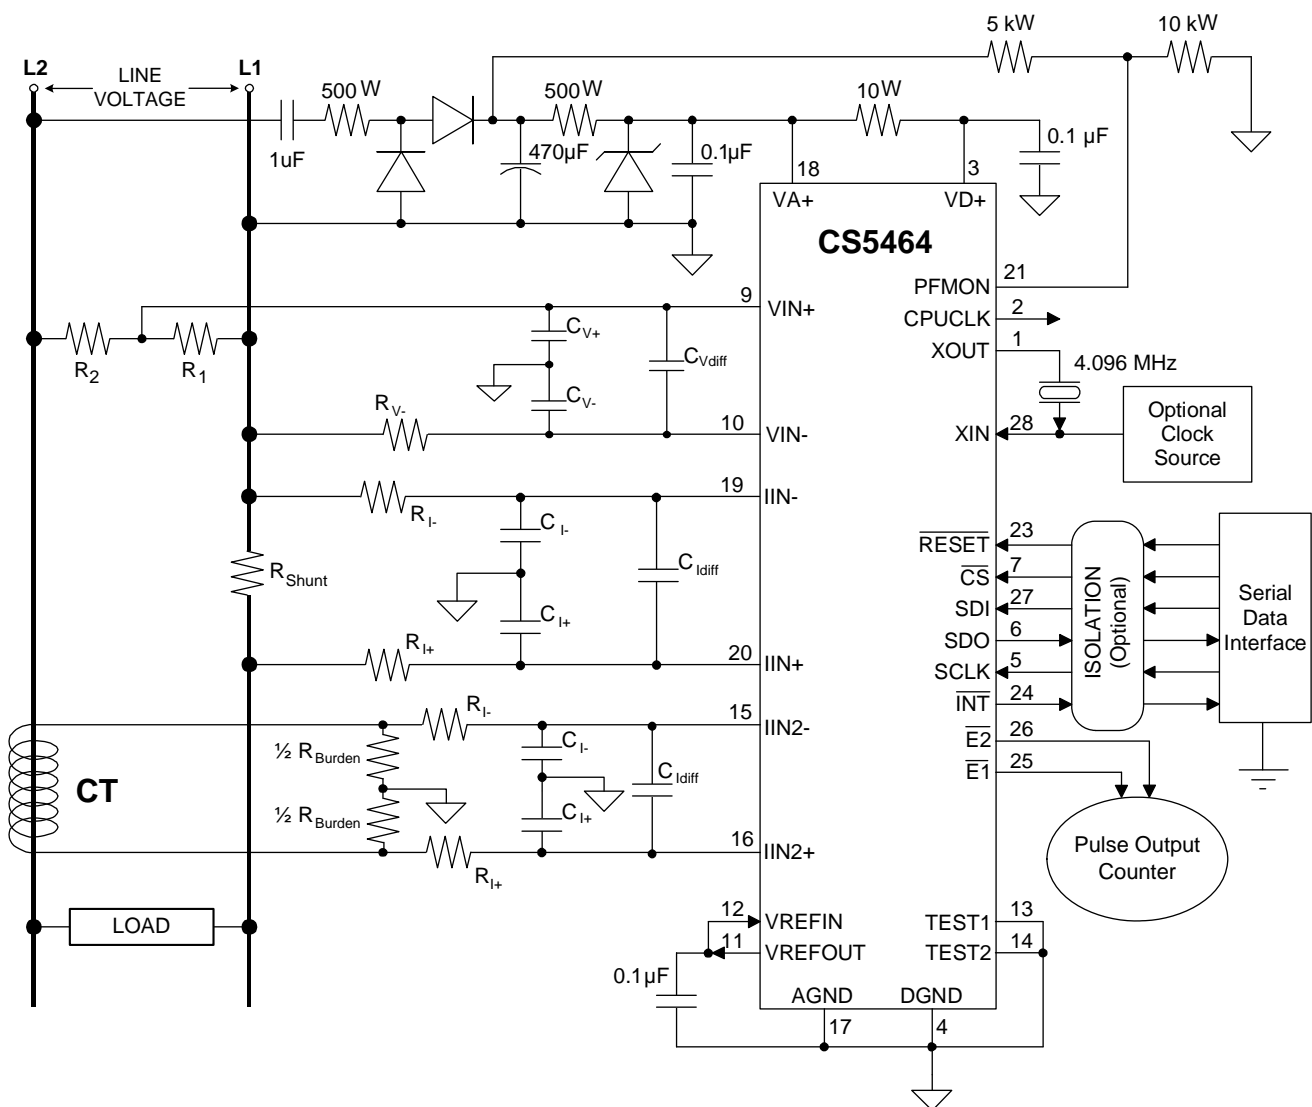 5 kW
10 kW
L2
LINE
VOLTAGE
L1
500W
500W
10W
1uF
470µF
0.1µF
0.1 µF
18
3
VA+
VD+
CS5464
21
PFMON
9
VIN+
2
CPUCLK
1
XOUT
4.096 MHz
R2
R1
CV+
CVdiff
CV-
RV-
10
VIN-
28
XIN
Optional
Clock
Source
19
IIN-
RI-
CI-
CIdiff
CI+
RShunt
RI+
20
IIN+
RESET
23
CS
7
SDI
27
SDO
6
SCLK
5
INT
24
ISOLATION
(Optional)
Serial
Data
Interface
E2
26
E1
25
Pulse Output
Counter
RI-
15
IIN2-
½ RBurden
CI-
CIdiff
CT
½ RBurden
CI+
16
IIN2+
RI+
LOAD
12
VREFIN
11
VREFOUT
0.1µF
TEST1
13
TEST2
14
AGND
DGND
17
4